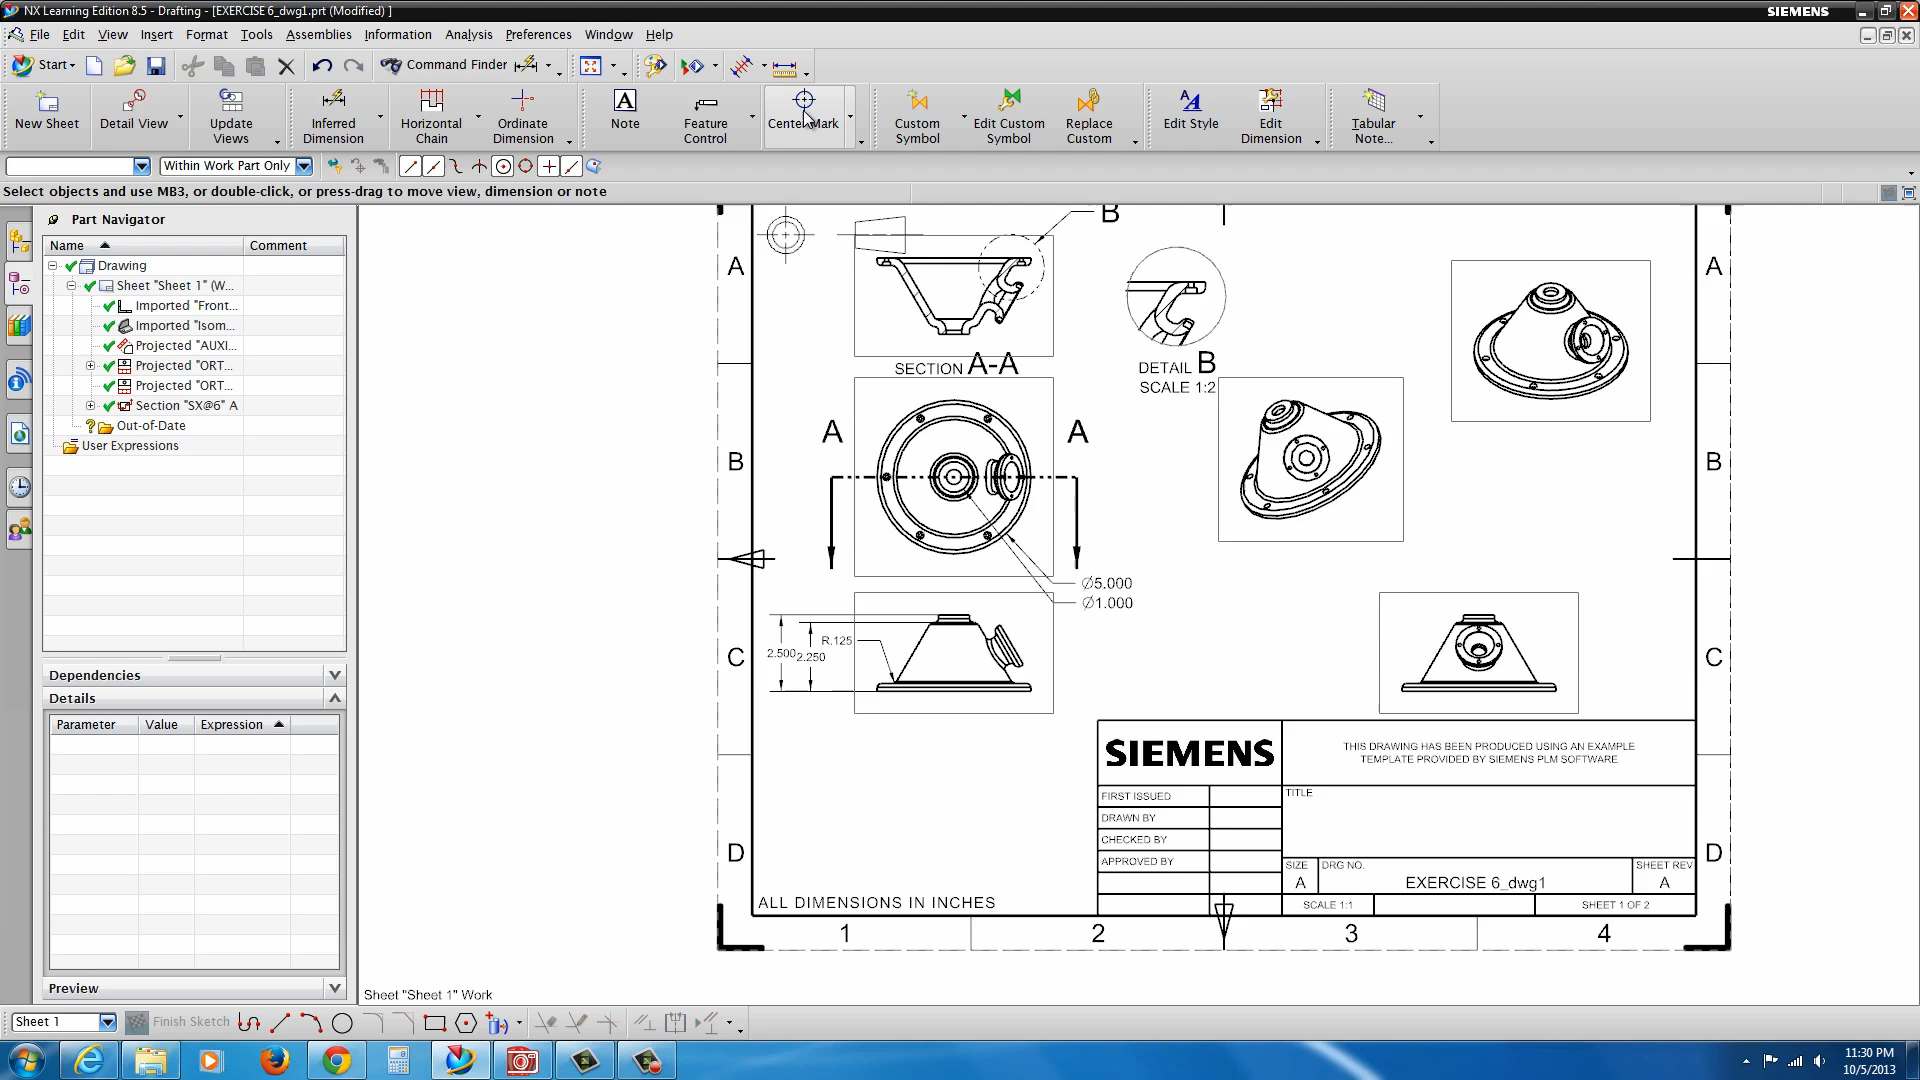 NX Learning Edition 8.5 - Drafting - [EXERCISE 6_dwg1.prt (Modified) ]
SIEMENS
File Edit View Insert Format Tools Assemblies Information Analysis Preferences Window Help
Start
Command Finder
New Sheet
Detail View
Update Views
Inferred Dimension
Horizontal Chain
Ordinate Dimension
Note
Feature Control
Center Mark
Custom Symbol
Edit Custom Symbol
Replace Custom
Edit Style
Edit Dimension
Tabular Note...
Within Work Part Only
Select objects and use MB3, or double-click, or press-drag to move view, dimension or note
Part Navigator
Name Comment
Drawing
Sheet "Sheet 1" (W...
Imported "Front...
Imported "Isom...
Projected "AUXI...
Projected "ORT...
Projected "ORT...
Section "SX@6" A
Out-of-Date
User Expressions
Dependencies
Details
Parameter Value Expression
Preview
B
A A
SECTION A-A
DETAIL B
SCALE 1:2
A A
B B
Ø5.000
Ø1.000
R.125
2.500 2.250
C C
SIEMENS
THIS DRAWING HAS BEEN PRODUCED USING AN EXAMPLE
TEMPLATE PROVIDED BY SIEMENS PLM SOFTWARE
FIRST ISSUED
TITLE
DRAWN BY
CHECKED BY
APPROVED BY
D D
SIZE DRG NO. SHEET REV
A EXERCISE 6_dwg1 A
SCALE 1:1 SHEET 1 OF 2
ALL DIMENSIONS IN INCHES
1 2 3 4
Sheet "Sheet 1" Work
Sheet 1
Finish Sketch
11:30 PM
10/5/2013